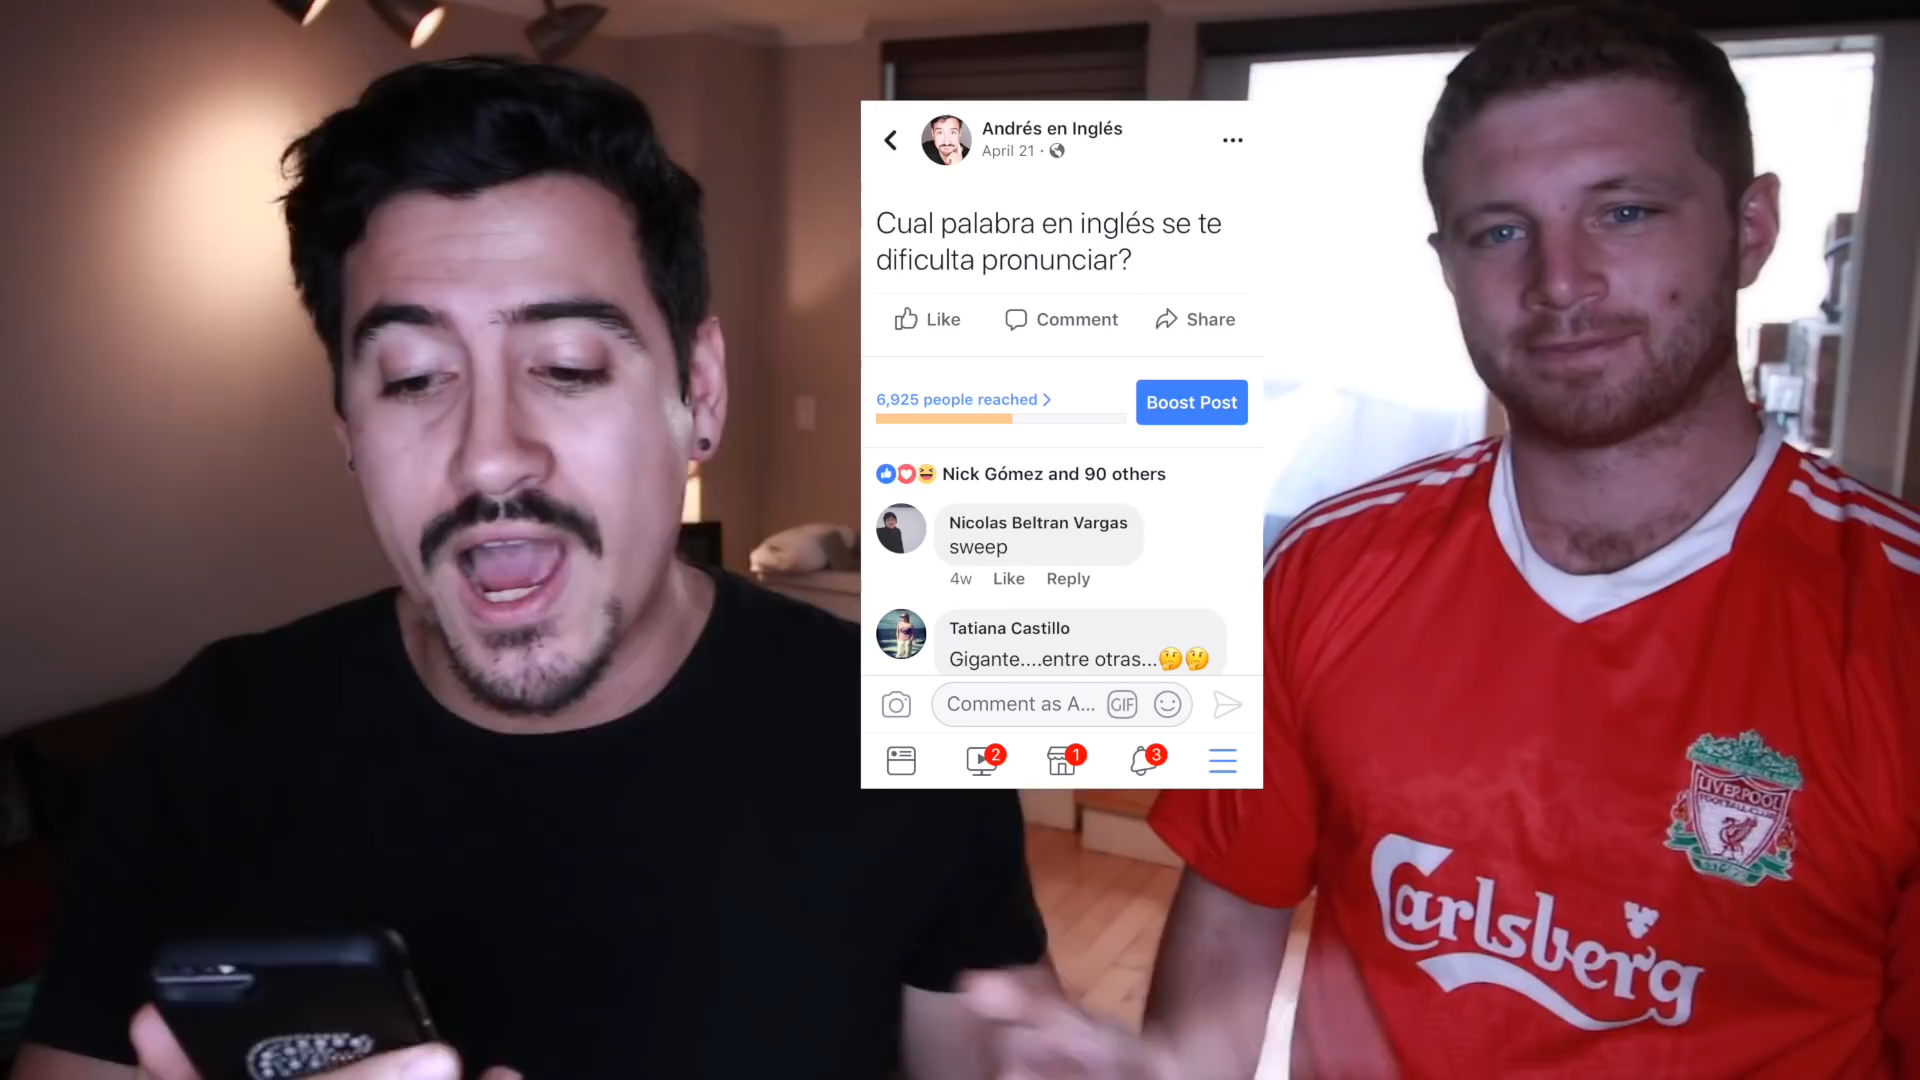 Andrés en Inglés
April 21 ·
Cual palabra en inglés se te
dificulta pronunciar?
Like Comment Share
6,925 people reached
Boost Post
Nick Gómez and 90 others
Nicolas Beltran Vargas
sweep
4w Like Reply
Tatiana Castillo
Gigante....entre otras...🤔🤔
Comment as A... GIF
2 1 3
LIVERPOOL
FOOTBALL CLUB
Carlsberg